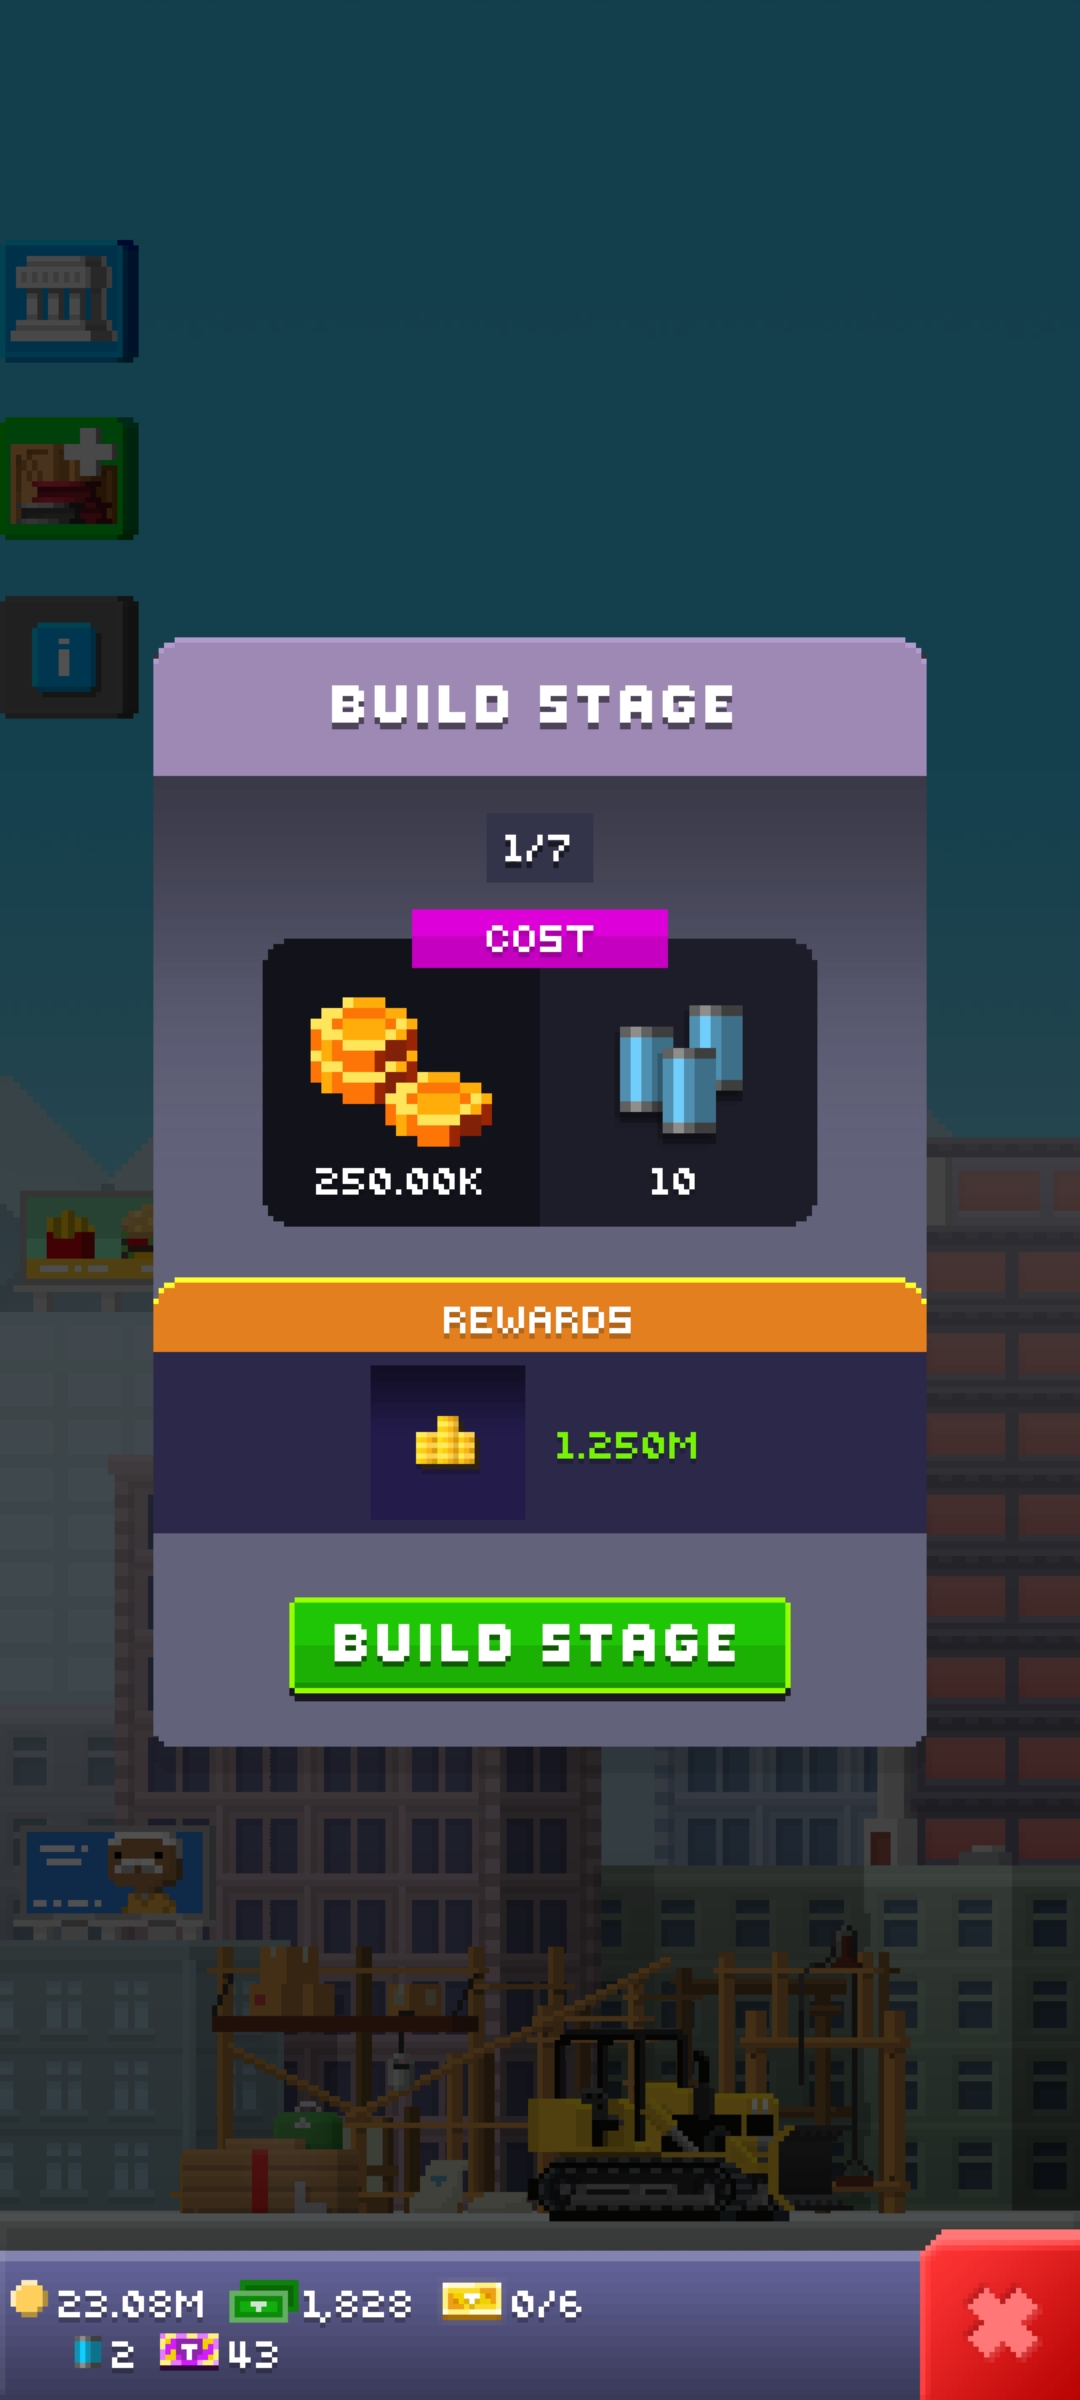 i
BUILD STAGE
1/7
COST
250.00K
10
REWARDS
1.250M
BUILD STAGE
23.08M 1,828 0/6
2 T 43